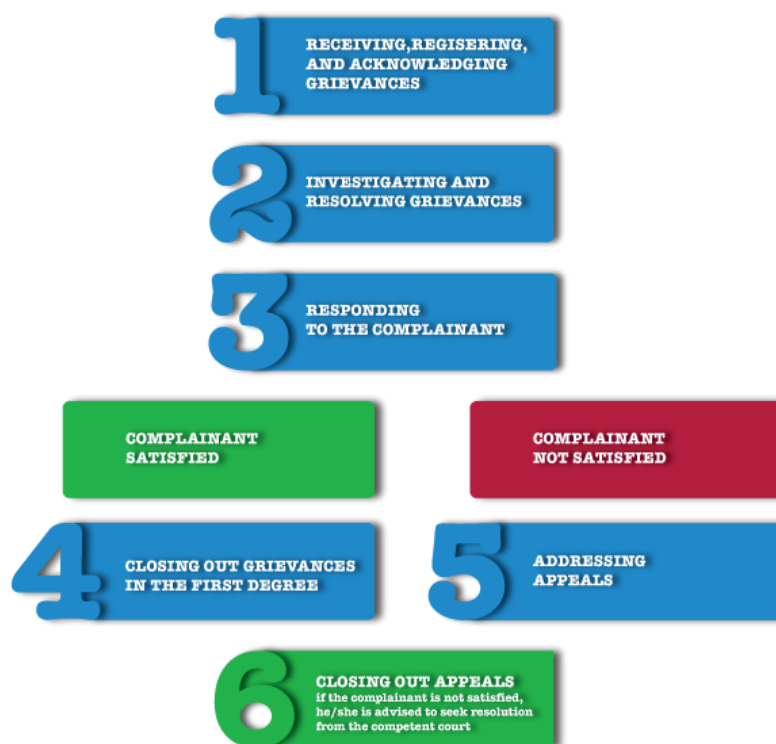 1
RECEIVING,REGISERING,
AND ACKNOWLEDGING
GRIEVANCES
2
INVESTIGATING AND
RESOLVING GRIEVANCES
3
RESPONDING
TO THE COMPLAINANT
COMPLAINANT
SATISFIED
COMPLAINANT
NOT SATISFIED
4
CLOSING OUT GRIEVANCES
IN THE FIRST DEGREE
5
ADDRESSING
APPEALS
6
CLOSING OUT APPEALS
if the complainant is not satisfied,
he/she is advised to seek resolution
from the competent court